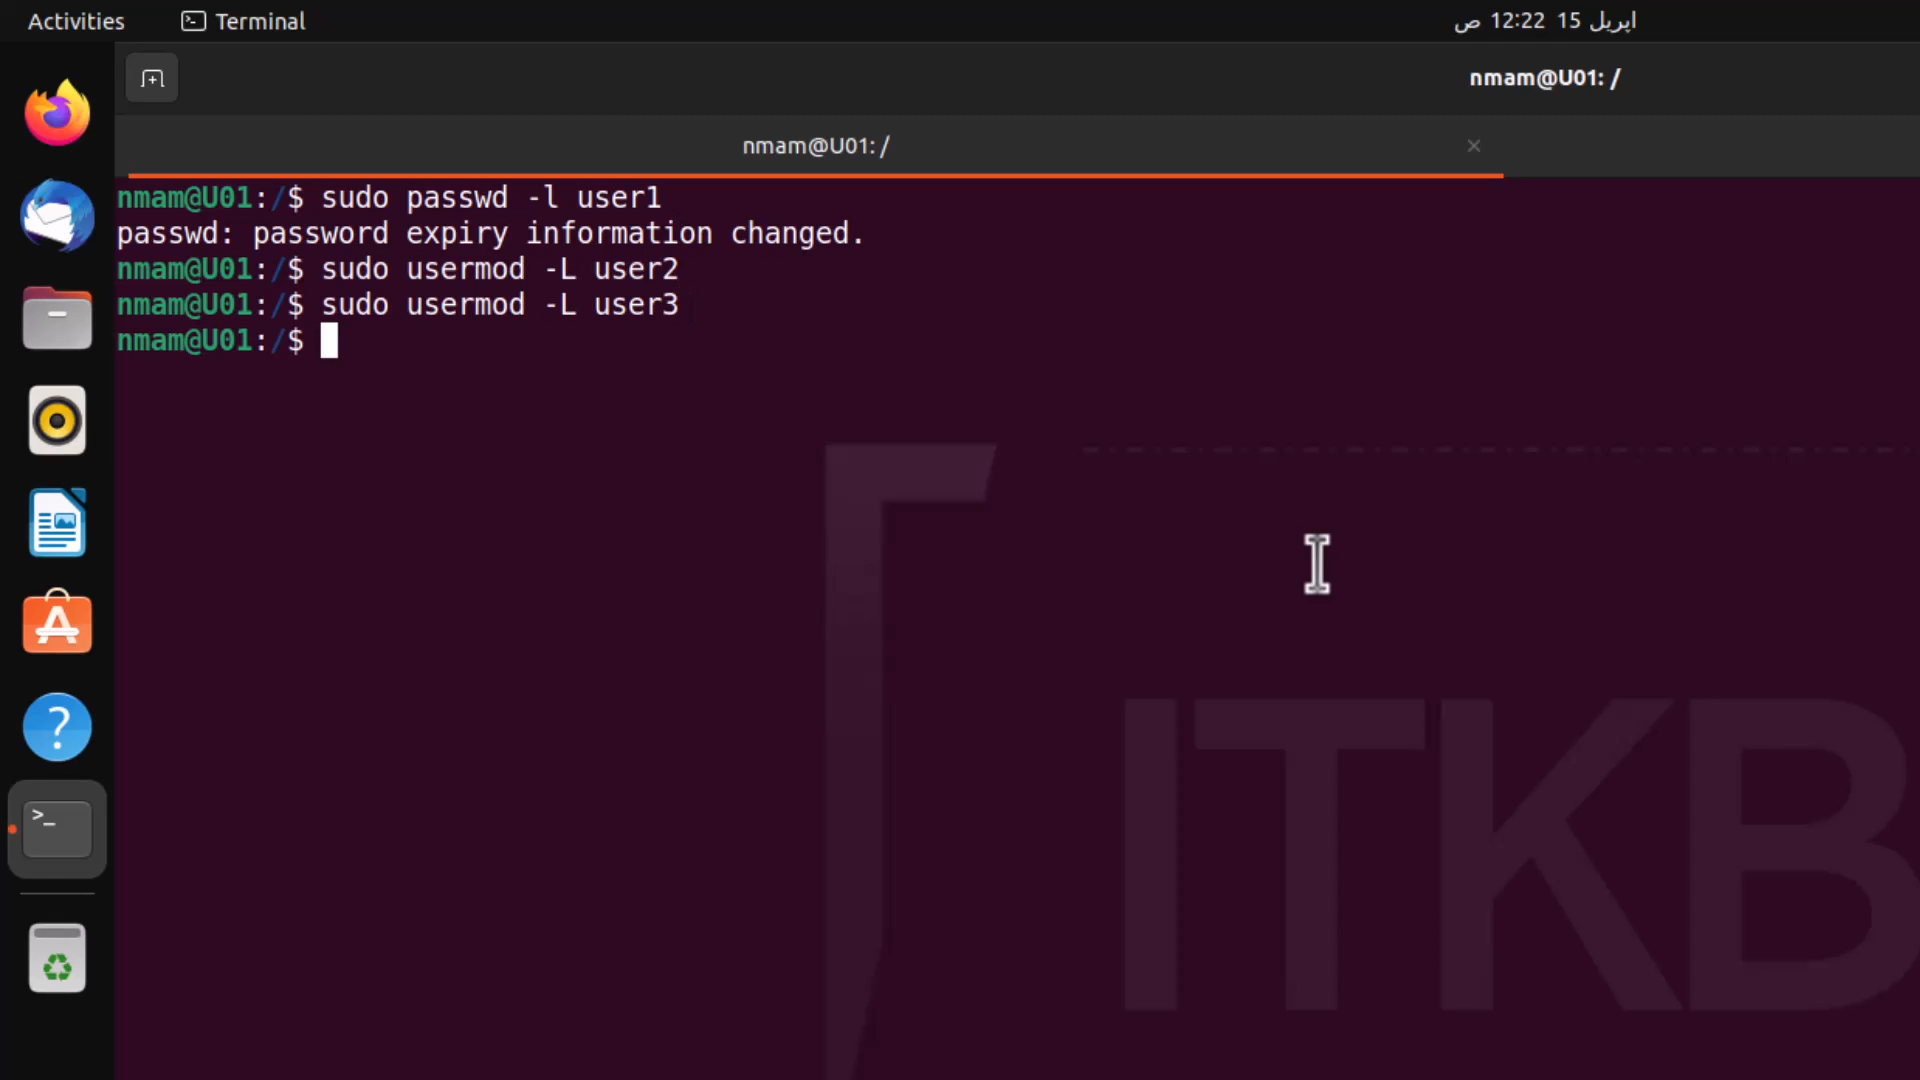 Activities
Terminal
اپریل 15 12:22 ص
nmam@U01: /
nmam@U01: /
nmam@U01:/$ sudo passwd -l user1
passwd: password expiry information changed.
nmam@U01:/$ sudo usermod -L user2
nmam@U01:/$ sudo usermod -L user3
nmam@U01:/$
ITKB